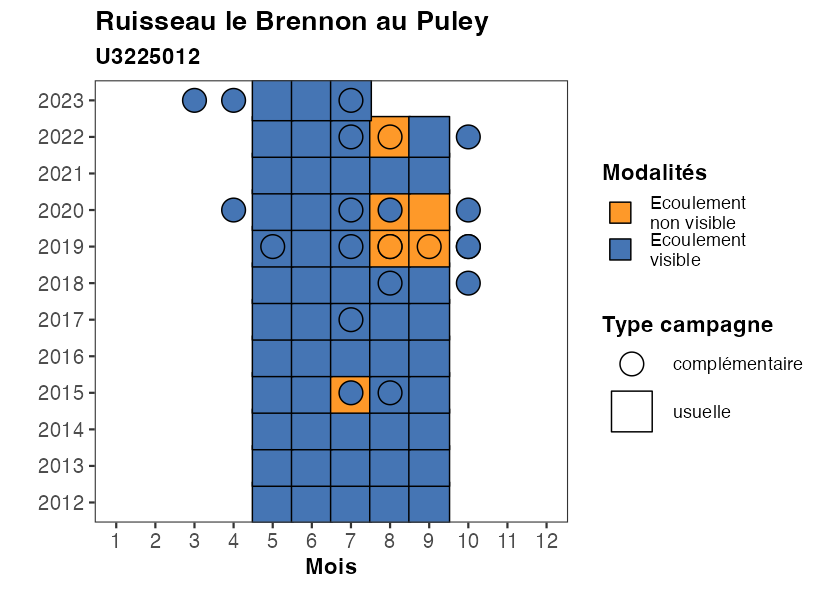 Ruisseau le Brennon au Puley
U3225012
2023
2022
2021
2020
2019
2018
2017
2016
2015
2014
2013
2012
1 2 3 4 5 6 7 8 9 10 11 12
Mois
Modalités
Ecoulement
non visible
Ecoulement
visible
Type campagne
complémentaire
usuelle